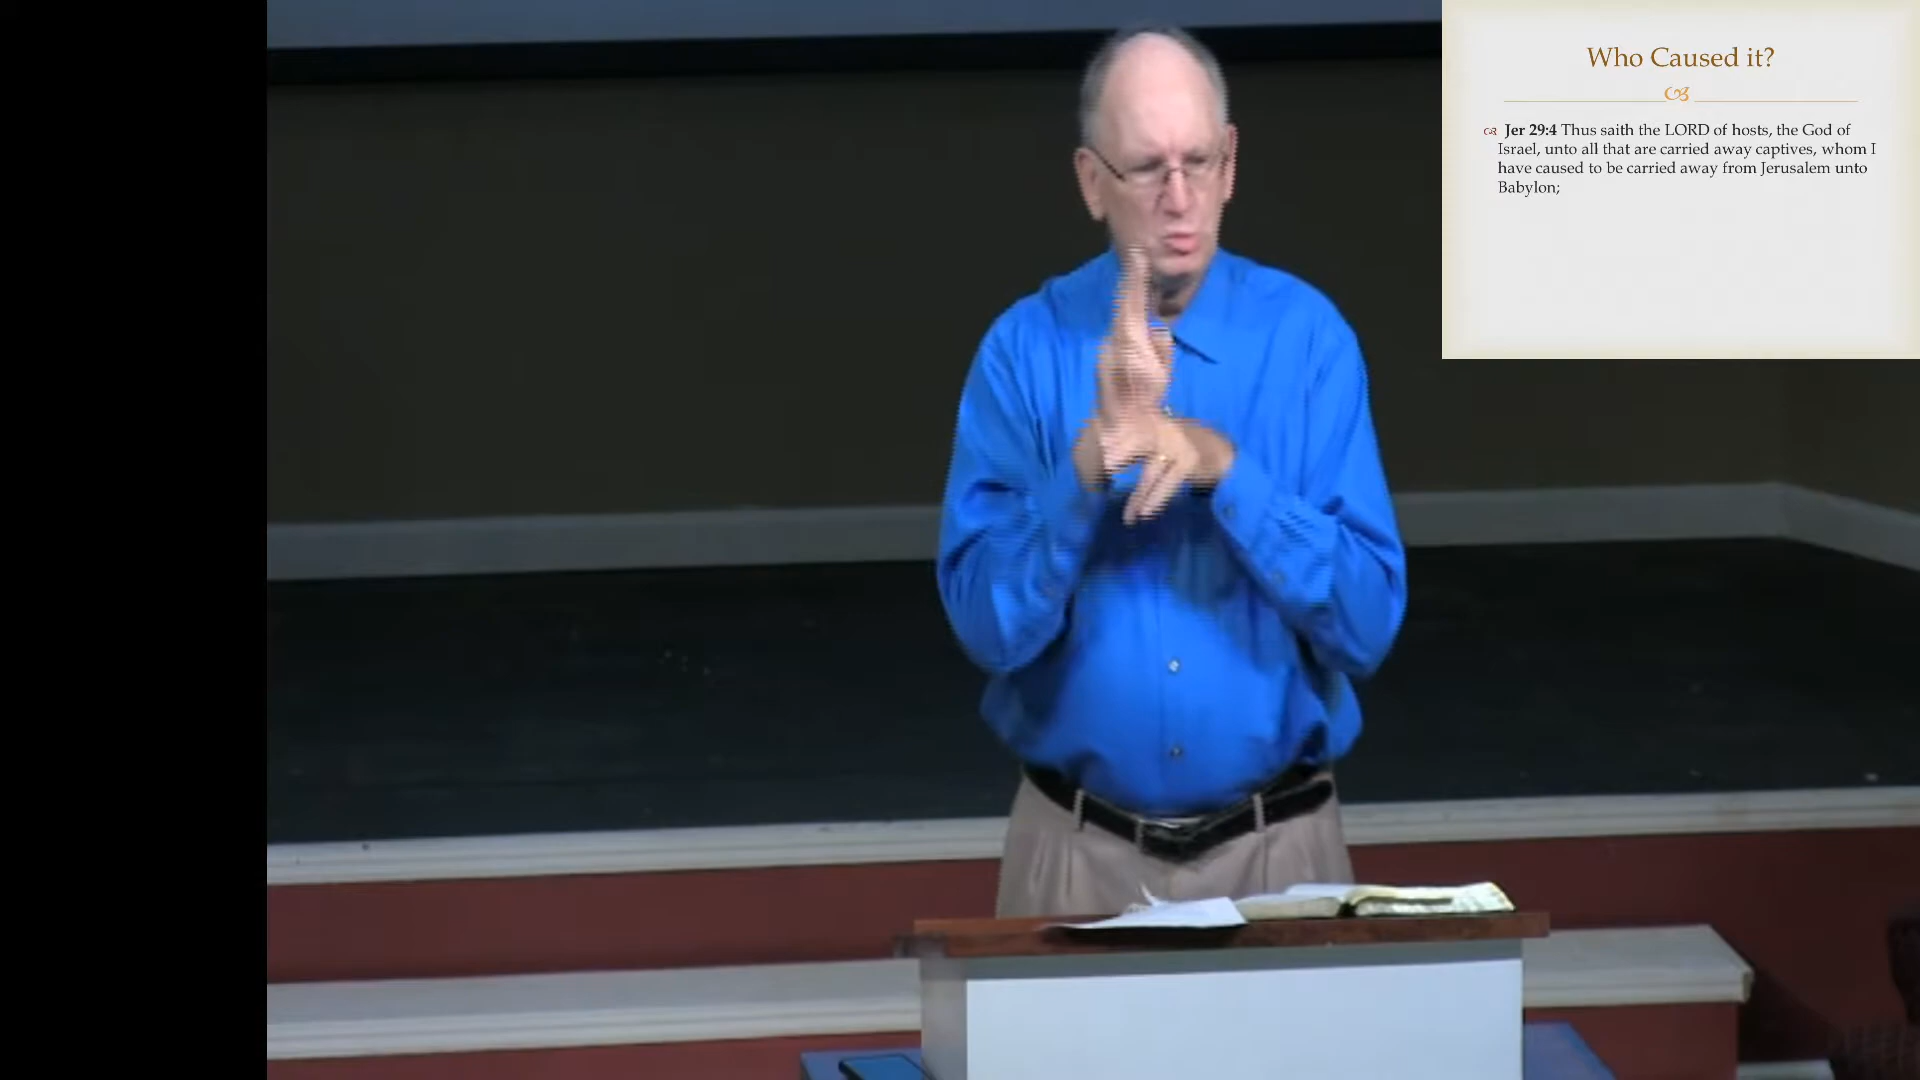 Who Caused it?
Jer 29:4 Thus saith the LORD of hosts, the God of
Israel, unto all that are carried away captives, whom I
have caused to be carried away from Jerusalem unto
Babylon;